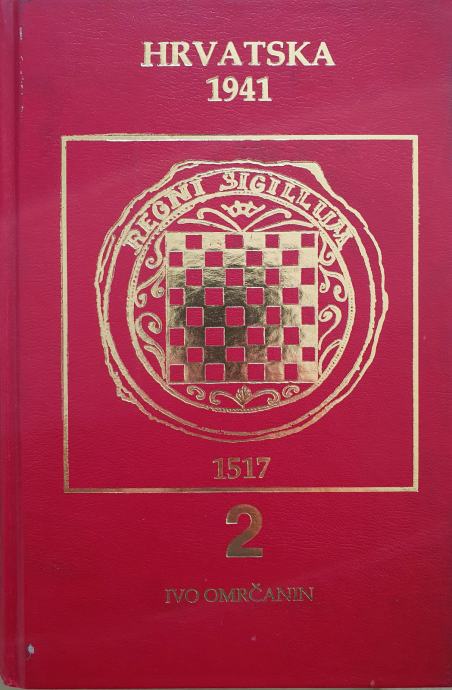 HRVATSKA
1941
REGNI SIGILLUM
1517
2
IVO OMRČANIN